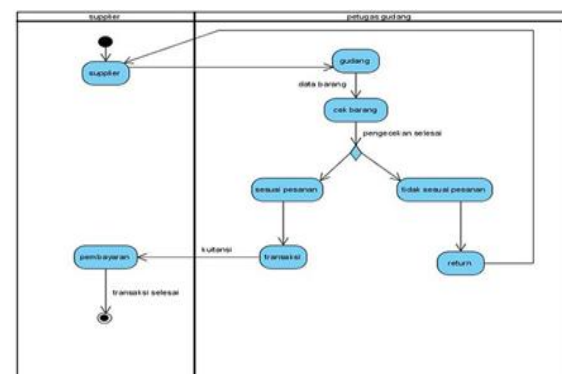 supplier
petugas gudang
supplier
gudang
data barang
cek barang
pengecekan selesai
sesuai pesanan
tidak sesuai pesanan
kuitansi
pembayaran
transaksi
return
transaksi selesai